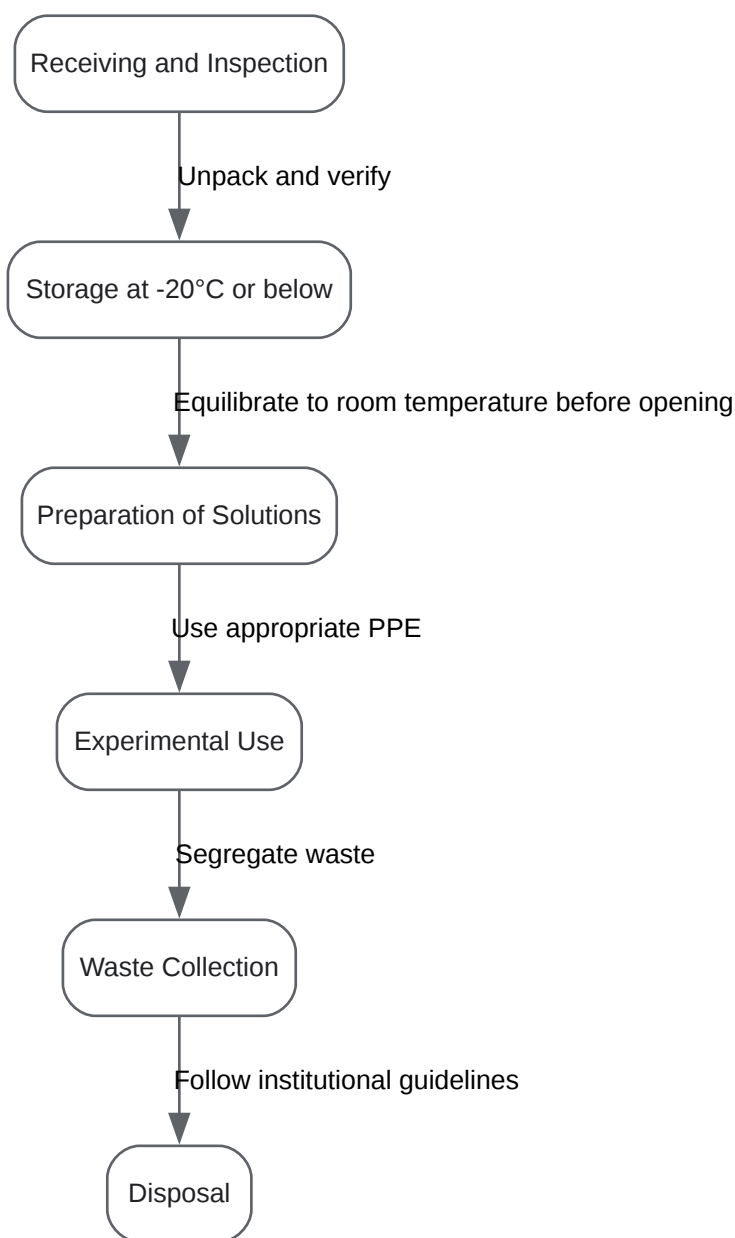 Receiving and Inspection
Unpack and verify
Storage at -20°C or below
Equilibrate to room temperature before opening
Preparation of Solutions
Use appropriate PPE
Experimental Use
Segregate waste
Waste Collection
Follow institutional guidelines
Disposal